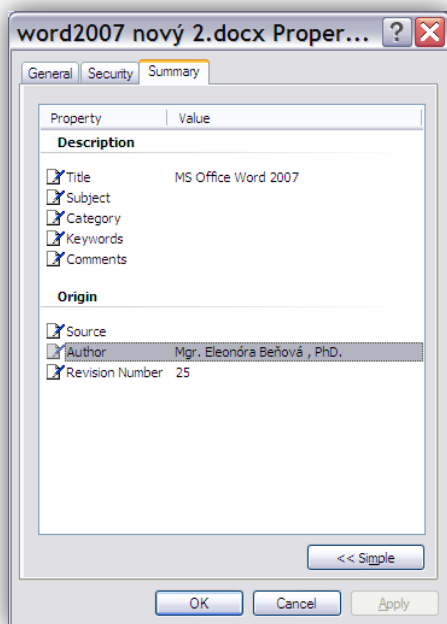 word2007 nový 2.docx Proper...
General Security Summary
Property Value
Description
Title MS Office Word 2007
Subject
Category
Keywords
Comments
Origin
Source
Author Mgr. Eleonóra Beňová , PhD.
Revision Number 25
<< Simple
OK Cancel Apply